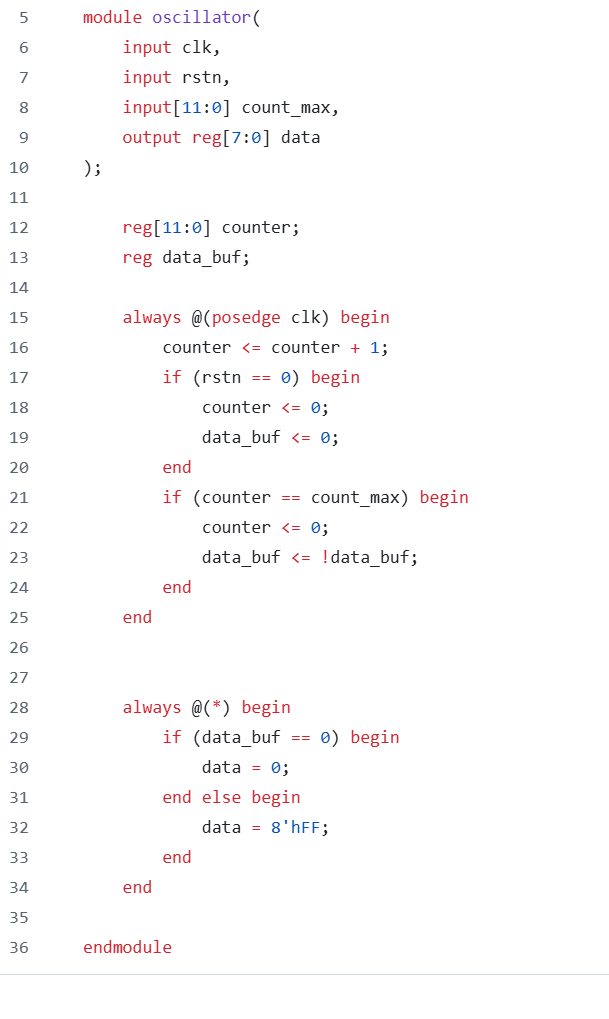 5 module oscillator(
6 input clk,
7 input rstn,
8 input[11:0] count_max,
9 output reg[7:0] data
10 );
11
12 reg[11:0] counter;
13 reg data_buf;
14
15 always @(posedge clk) begin
16 counter <= counter + 1;
17 if (rstn == 0) begin
18 counter <= 0;
19 data_buf <= 0;
20 end
21 if (counter == count_max) begin
22 counter <= 0;
23 data_buf <= !data_buf;
24 end
25 end
26
27
28 always @(*) begin
29 if (data_buf == 0) begin
30 data = 0;
31 end else begin
32 data = 8'hFF;
33 end
34 end
35
36 endmodule